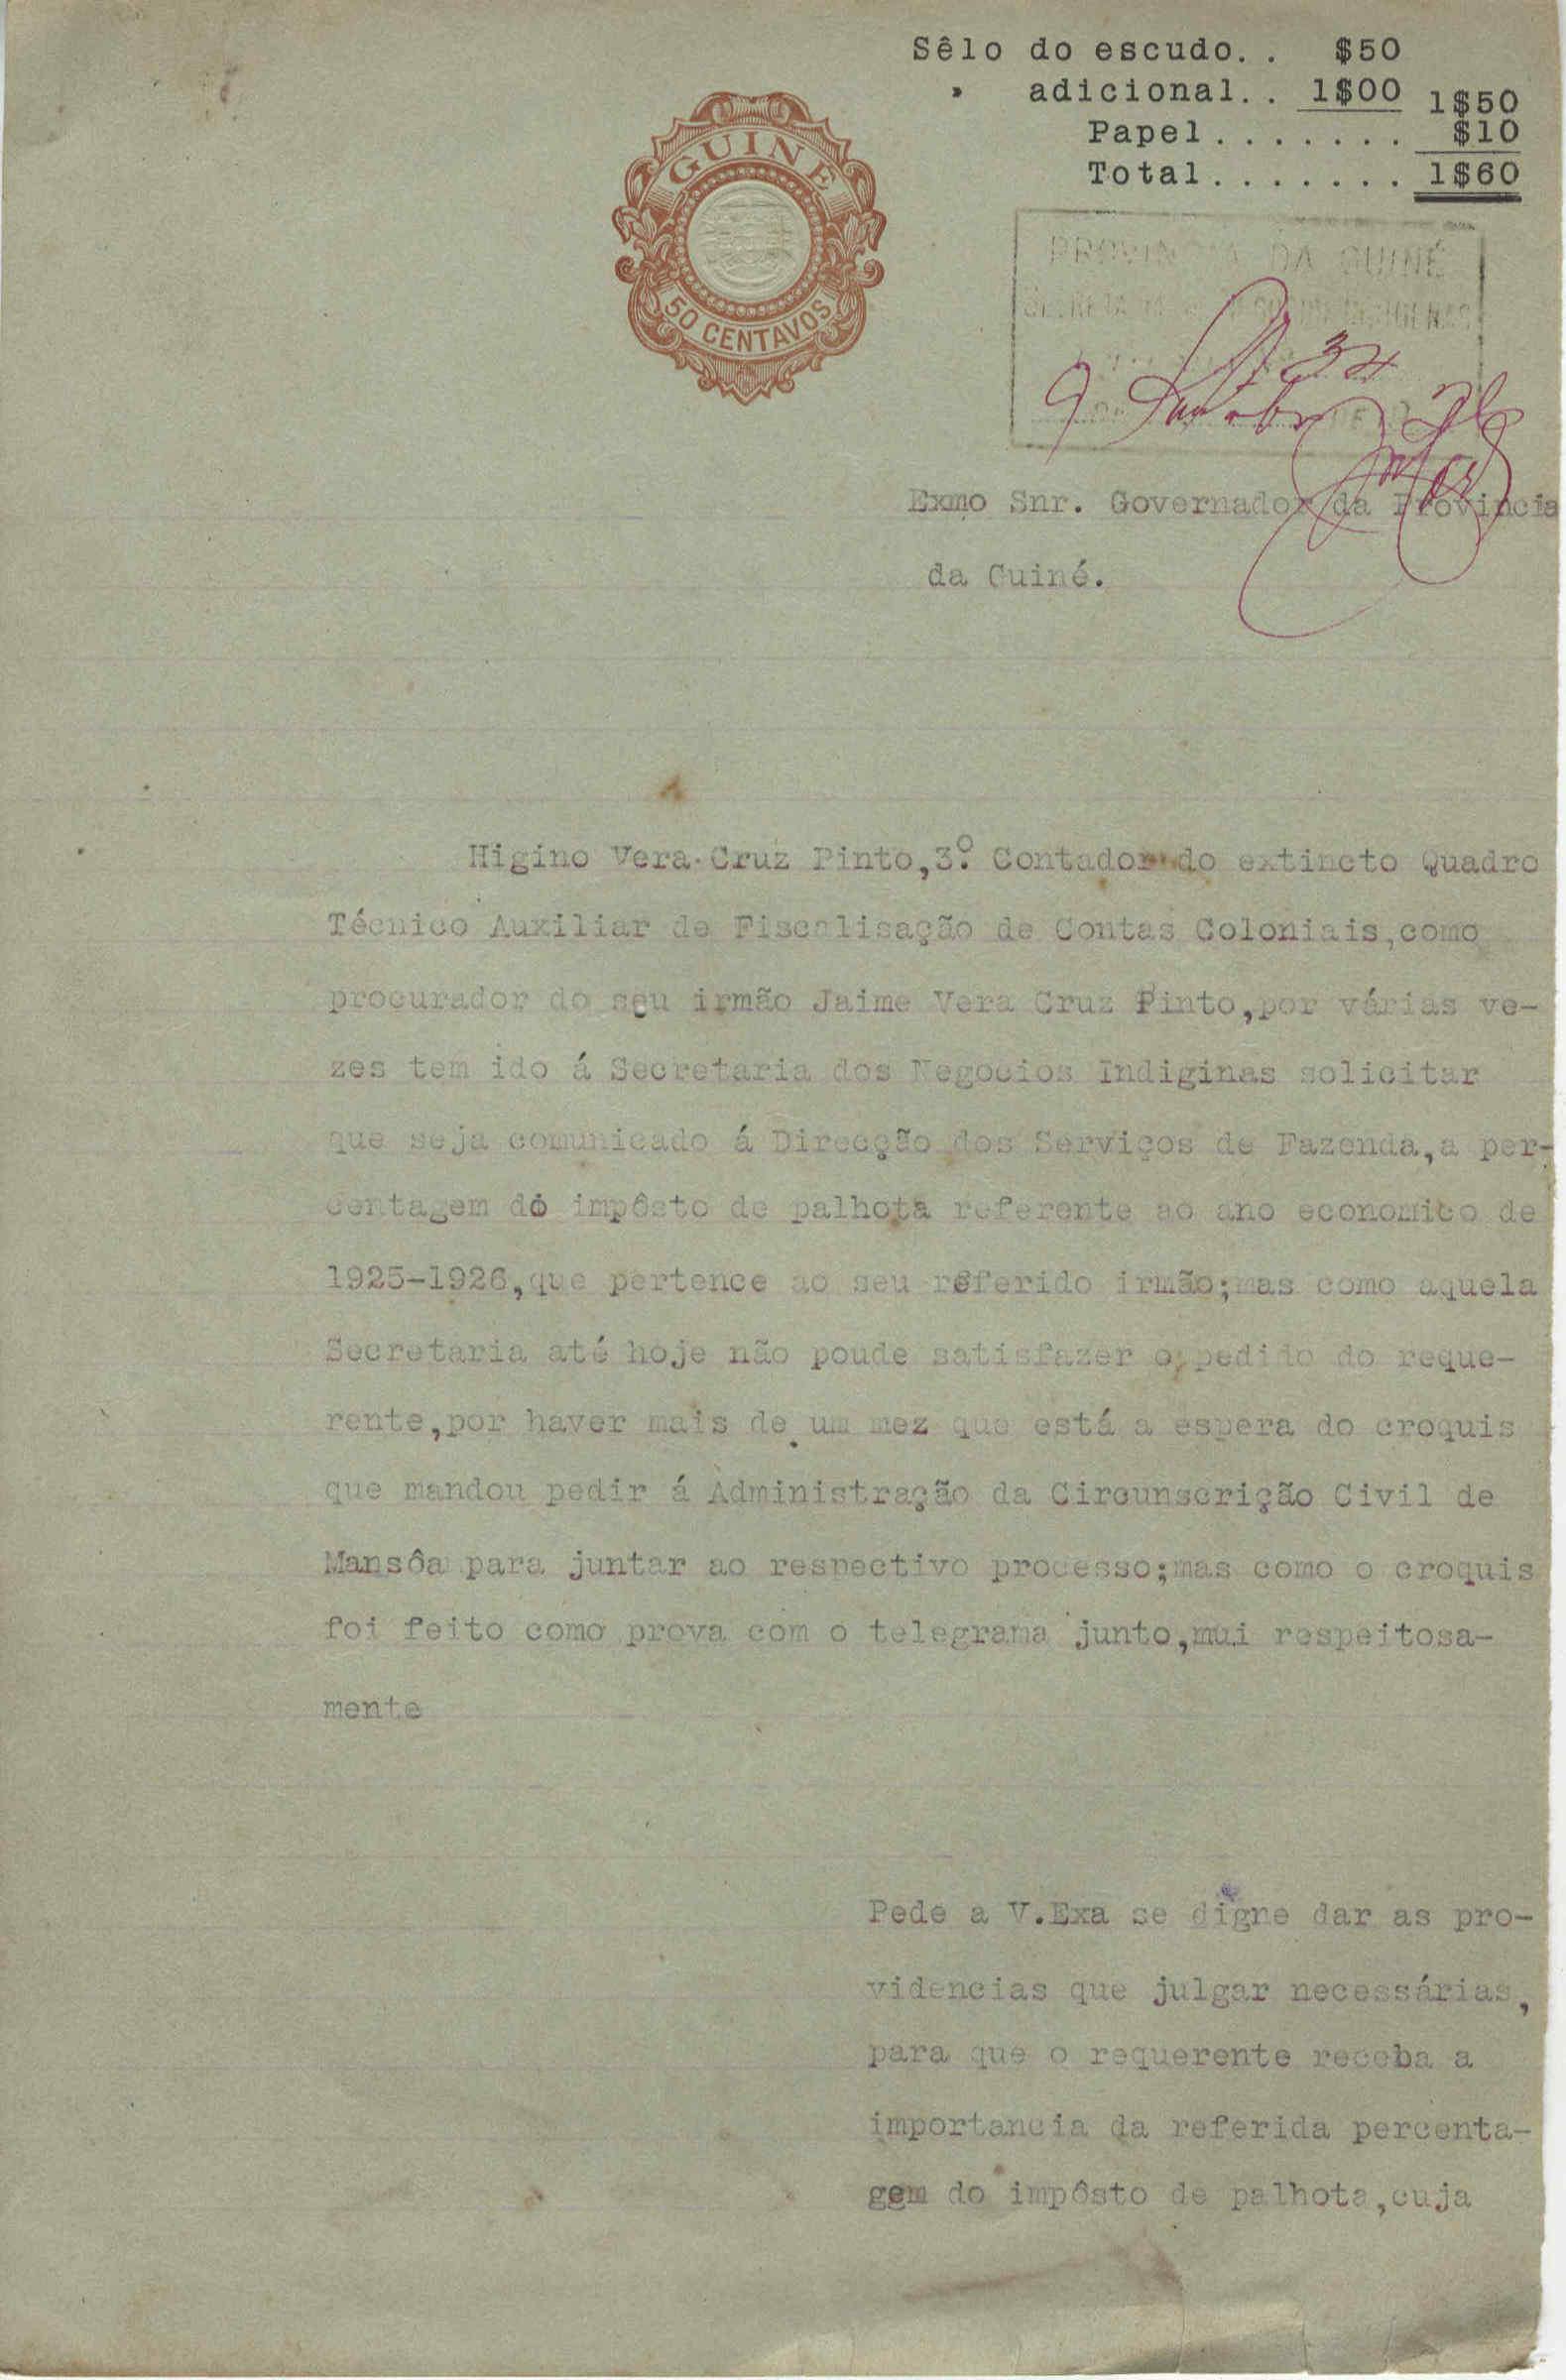 Sêlo do escudo.. $50
» adicional.. 1$00 1$50
Papel....... $10
Total....... 1$60
GUINÉ
50 CENTAVOS
PROVINCIA DA GUINÉ
Exmo Snr. Governador da Provincia
da Guiné.
Higino Vera Cruz Pinto,3º. Contador do extincto Quadro
Técnico Auxiliar de Fiscalisação de Contas Coloniais,como
procurador do seu irmão Jaime Vera Cruz Pinto,por várias ve-
zes tem ido á Secretaria dos Negocios Indiginas solicitar
que seja comunicado á Direcção dos Serviços de Fazenda,a per-
centagem do impôsto de palhota referente ao ano economico de
1925-1926,que pertence ao seu referido irmão;mas como aquela
Secretaria até hoje não poude satisfazer o pedido do reque-
rente,por haver mais de um mez que está a espera do croquis
que mandou pedir á Administração da Circunscrição Civil de
Mansôa para juntar ao respectivo processo;mas como o croquis
foi feito como prova com o telegrama junto,mui respeitosa-
mente
Pede a V.Exa se digne dar as pro-
videncias que julgar necessárias,
para que o requerente receba a
importancia da referida percenta-
gem do impôsto de palhota,cuja